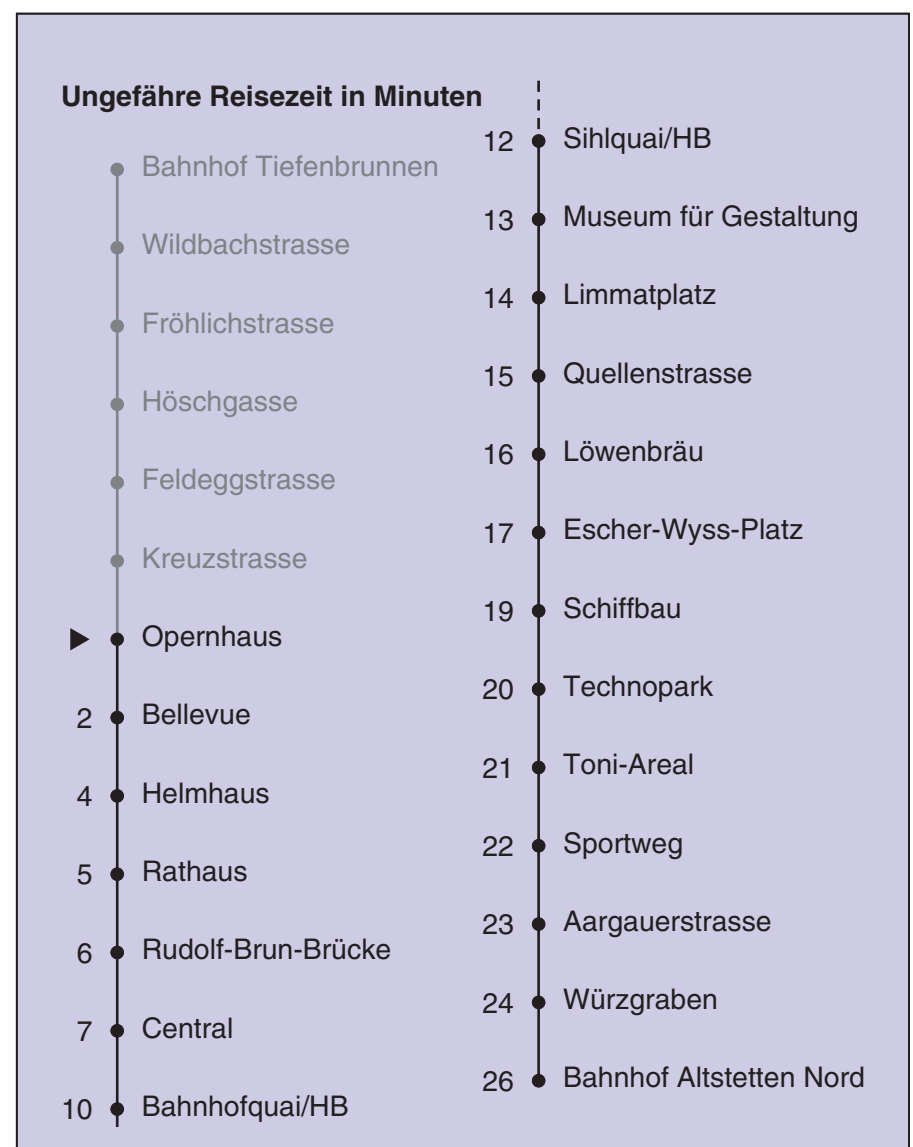 Ungefähre Reisezeit in Minuten
Bahnhof Tiefenbrunnen
Wildbachstrasse
Fröhlichstrasse
Höschgasse
Feldeggstrasse
Kreuzstrasse
Opernhaus
2 Bellevue
4 Helmhaus
5 Rathaus
6 Rudolf-Brun-Brücke
7 Central
10 Bahnhofquai/HB
12 Sihlquai/HB
13 Museum für Gestaltung
14 Limmatplatz
15 Quellenstrasse
16 Löwenbräu
17 Escher-Wyss-Platz
19 Schiffbau
20 Technopark
21 Toni-Areal
22 Sportweg
23 Aargauerstrasse
24 Würzgraben
26 Bahnhof Altstetten Nord